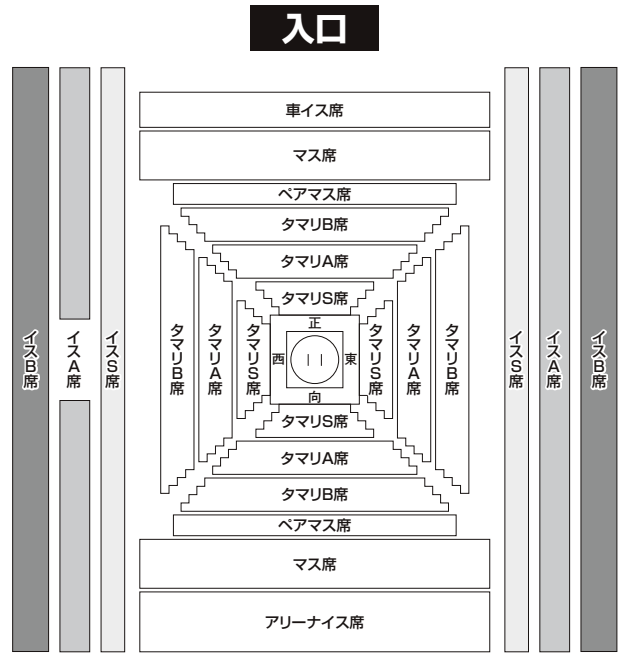 入口
車イス席
マス席
ペアマス席
タマリB席
タマリA席
タマリS席
イスB席
イスA席
イスS席
タマリB席
タマリA席
タマリS席
正
西
東
向
タマリS席
タマリA席
タマリB席
イスS席
イスA席
イスB席
タマリS席
タマリA席
タマリB席
ペアマス席
マス席
アリーナイス席